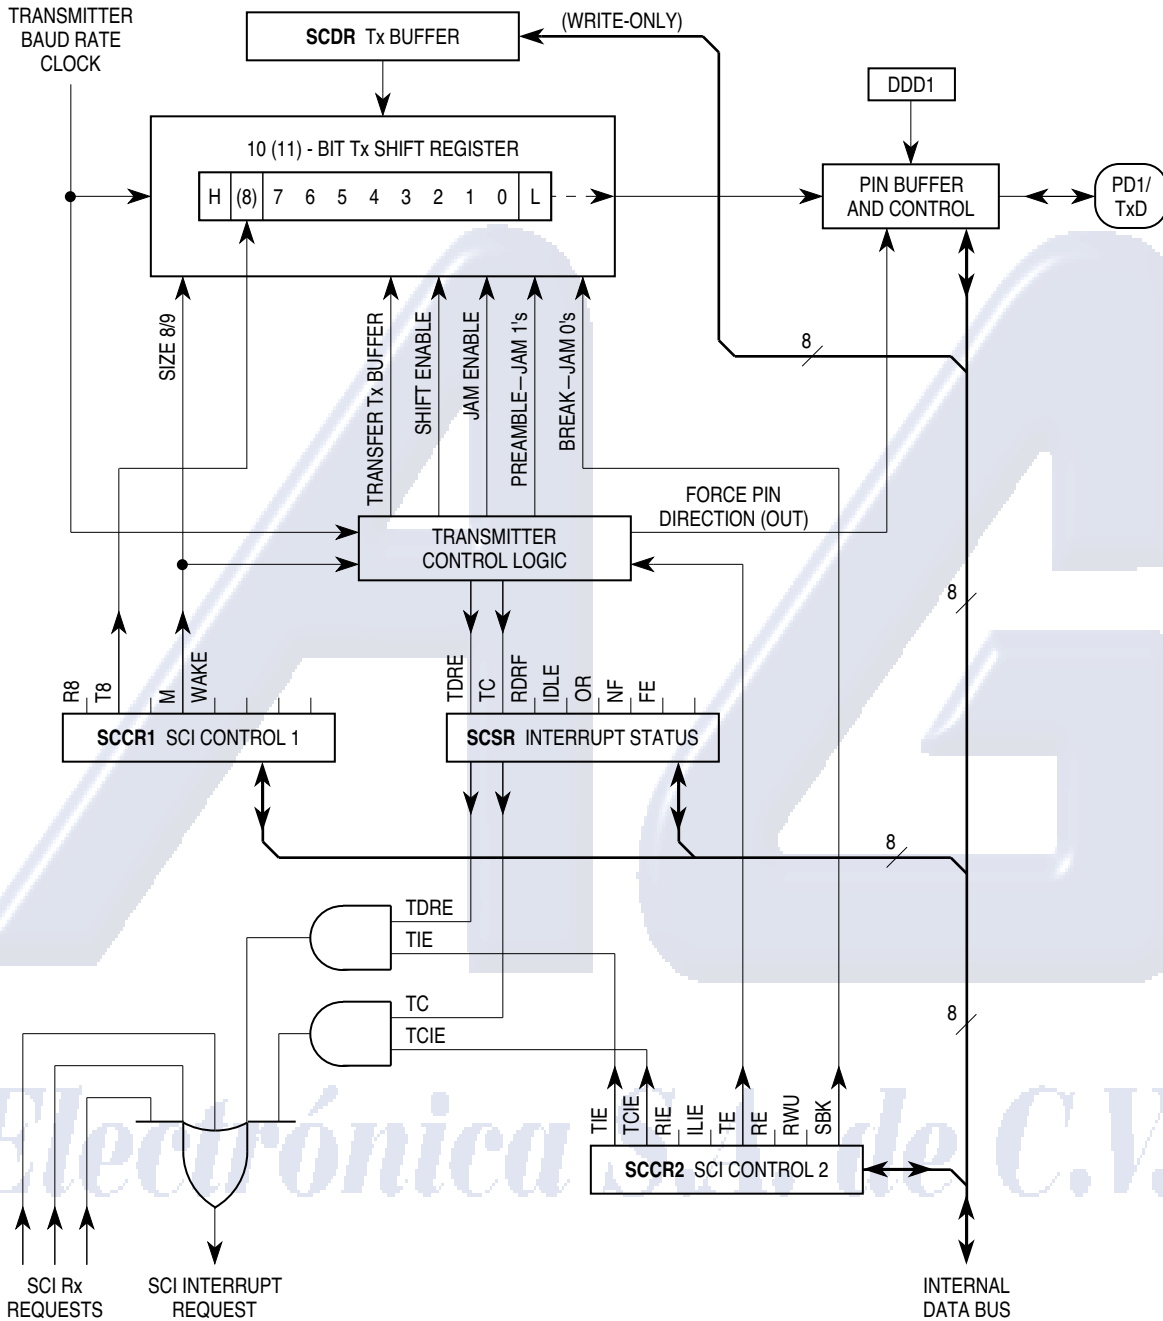 TRANSMITTER
BAUD RATE
CLOCK
SCDR Tx BUFFER
(WRITE-ONLY)
DDD1
10 (11) - BIT Tx SHIFT REGISTER
H (8) 7 6 5 4 3 2 1 0 L
PIN BUFFER
AND CONTROL
PD1/
TxD
SIZE 8/9
TRANSFER Tx BUFFER
SHIFT ENABLE
JAM ENABLE
PREAMBLE—JAM 1's
BREAK—JAM 0's
8
FORCE PIN
DIRECTION (OUT)
TRANSMITTER
CONTROL LOGIC
8
R8
T8
M
WAKE
TDRE
TC
RDRF
IDLE
OR
NF
FE
SCCR1 SCI CONTROL 1
SCSR INTERRUPT STATUS
8
TDRE
TIE
TC
TCIE
8
TIE
TCIE
RIE
ILIE
TE
RE
RWU
SBK
SCCR2 SCI CONTROL 2
SCI Rx
REQUESTS
SCI INTERRUPT
REQUEST
INTERNAL
DATA BUS
AG
Electrónica S.A. de C.V.